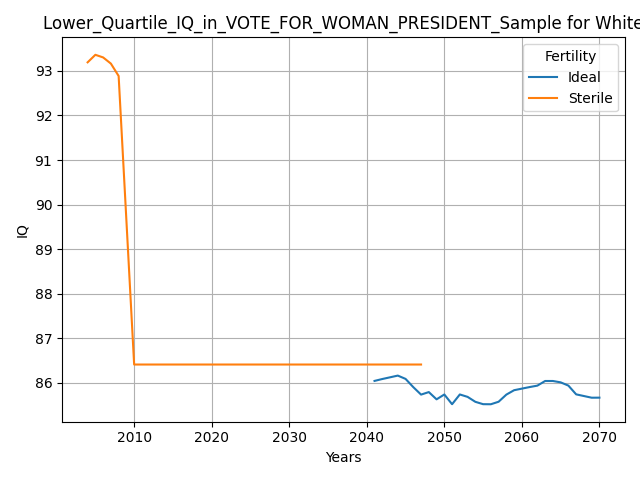 Lower_Quartile_IQ_in_VOTE_FOR_WOMAN_PRESIDENT_Sample for White
Fertility
Ideal
Sterile
93
92
91
90
89
88
87
86
IQ
2010 2020 2030 2040 2050 2060 2070
Years